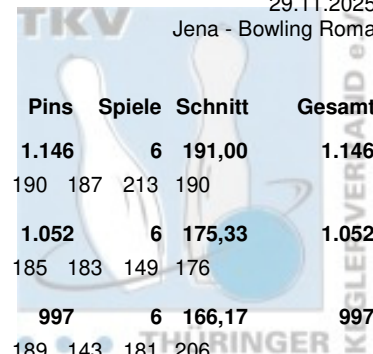 29.11.2025
TKV
Jena - Bowling Roma
Pins Spiele Schnitt Gesamt
1.146 6 191,00 1.146
190 187 213 190
1.052 6 175,33 1.052
185 183 149 176
997 6 166,17 997
THÜRINGER
189 143 181 206
KEGLERVERBAND e.V.